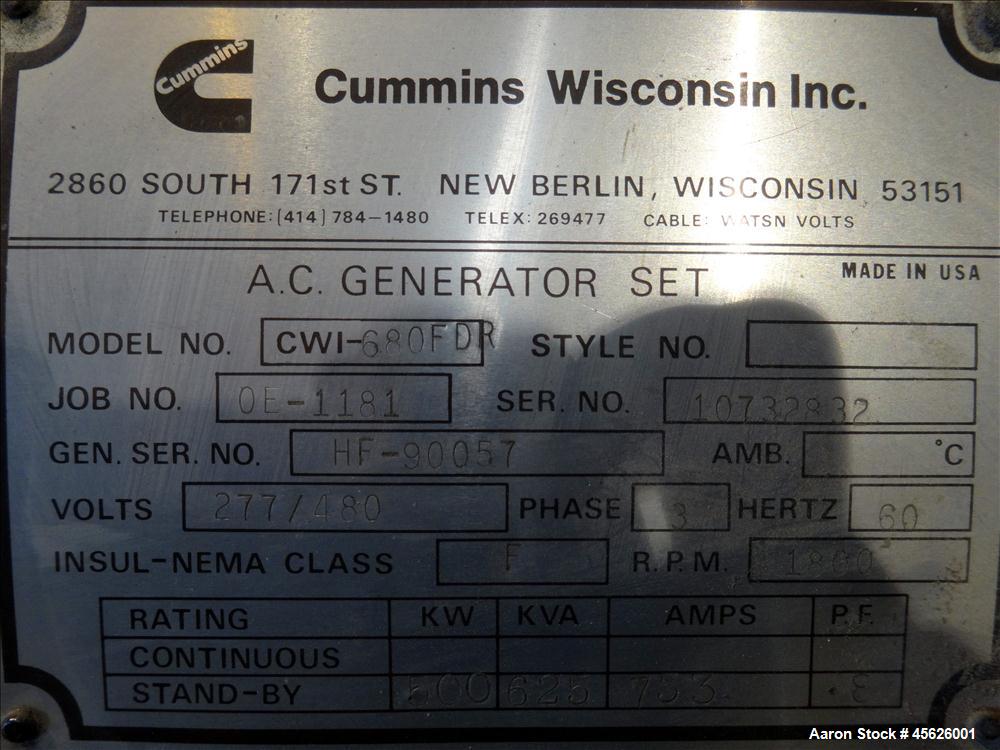 Cummins
Cummins Wisconsin Inc.
2860 SOUTH 171st ST. NEW BERLIN, WISCONSIN 53151
TELEPHONE: (414) 784-1480 TELEX: 269477 CABLE: WATSN VOLTS
A.C. GENERATOR SET MADE IN USA
MODEL NO. CWI-680FDR STYLE NO.
JOB NO. OE-1181 SER. NO. 10732832
GEN. SER. NO. HF-90057 AMB. °C
VOLTS 277/480 PHASE 3 HERTZ 60
INSUL-NEMA CLASS F R.P.M. 1800
RATING KW KVA AMPS P.F.
CONTINUOUS
STAND-BY 500 625 753
Aaron Stock # 45626001